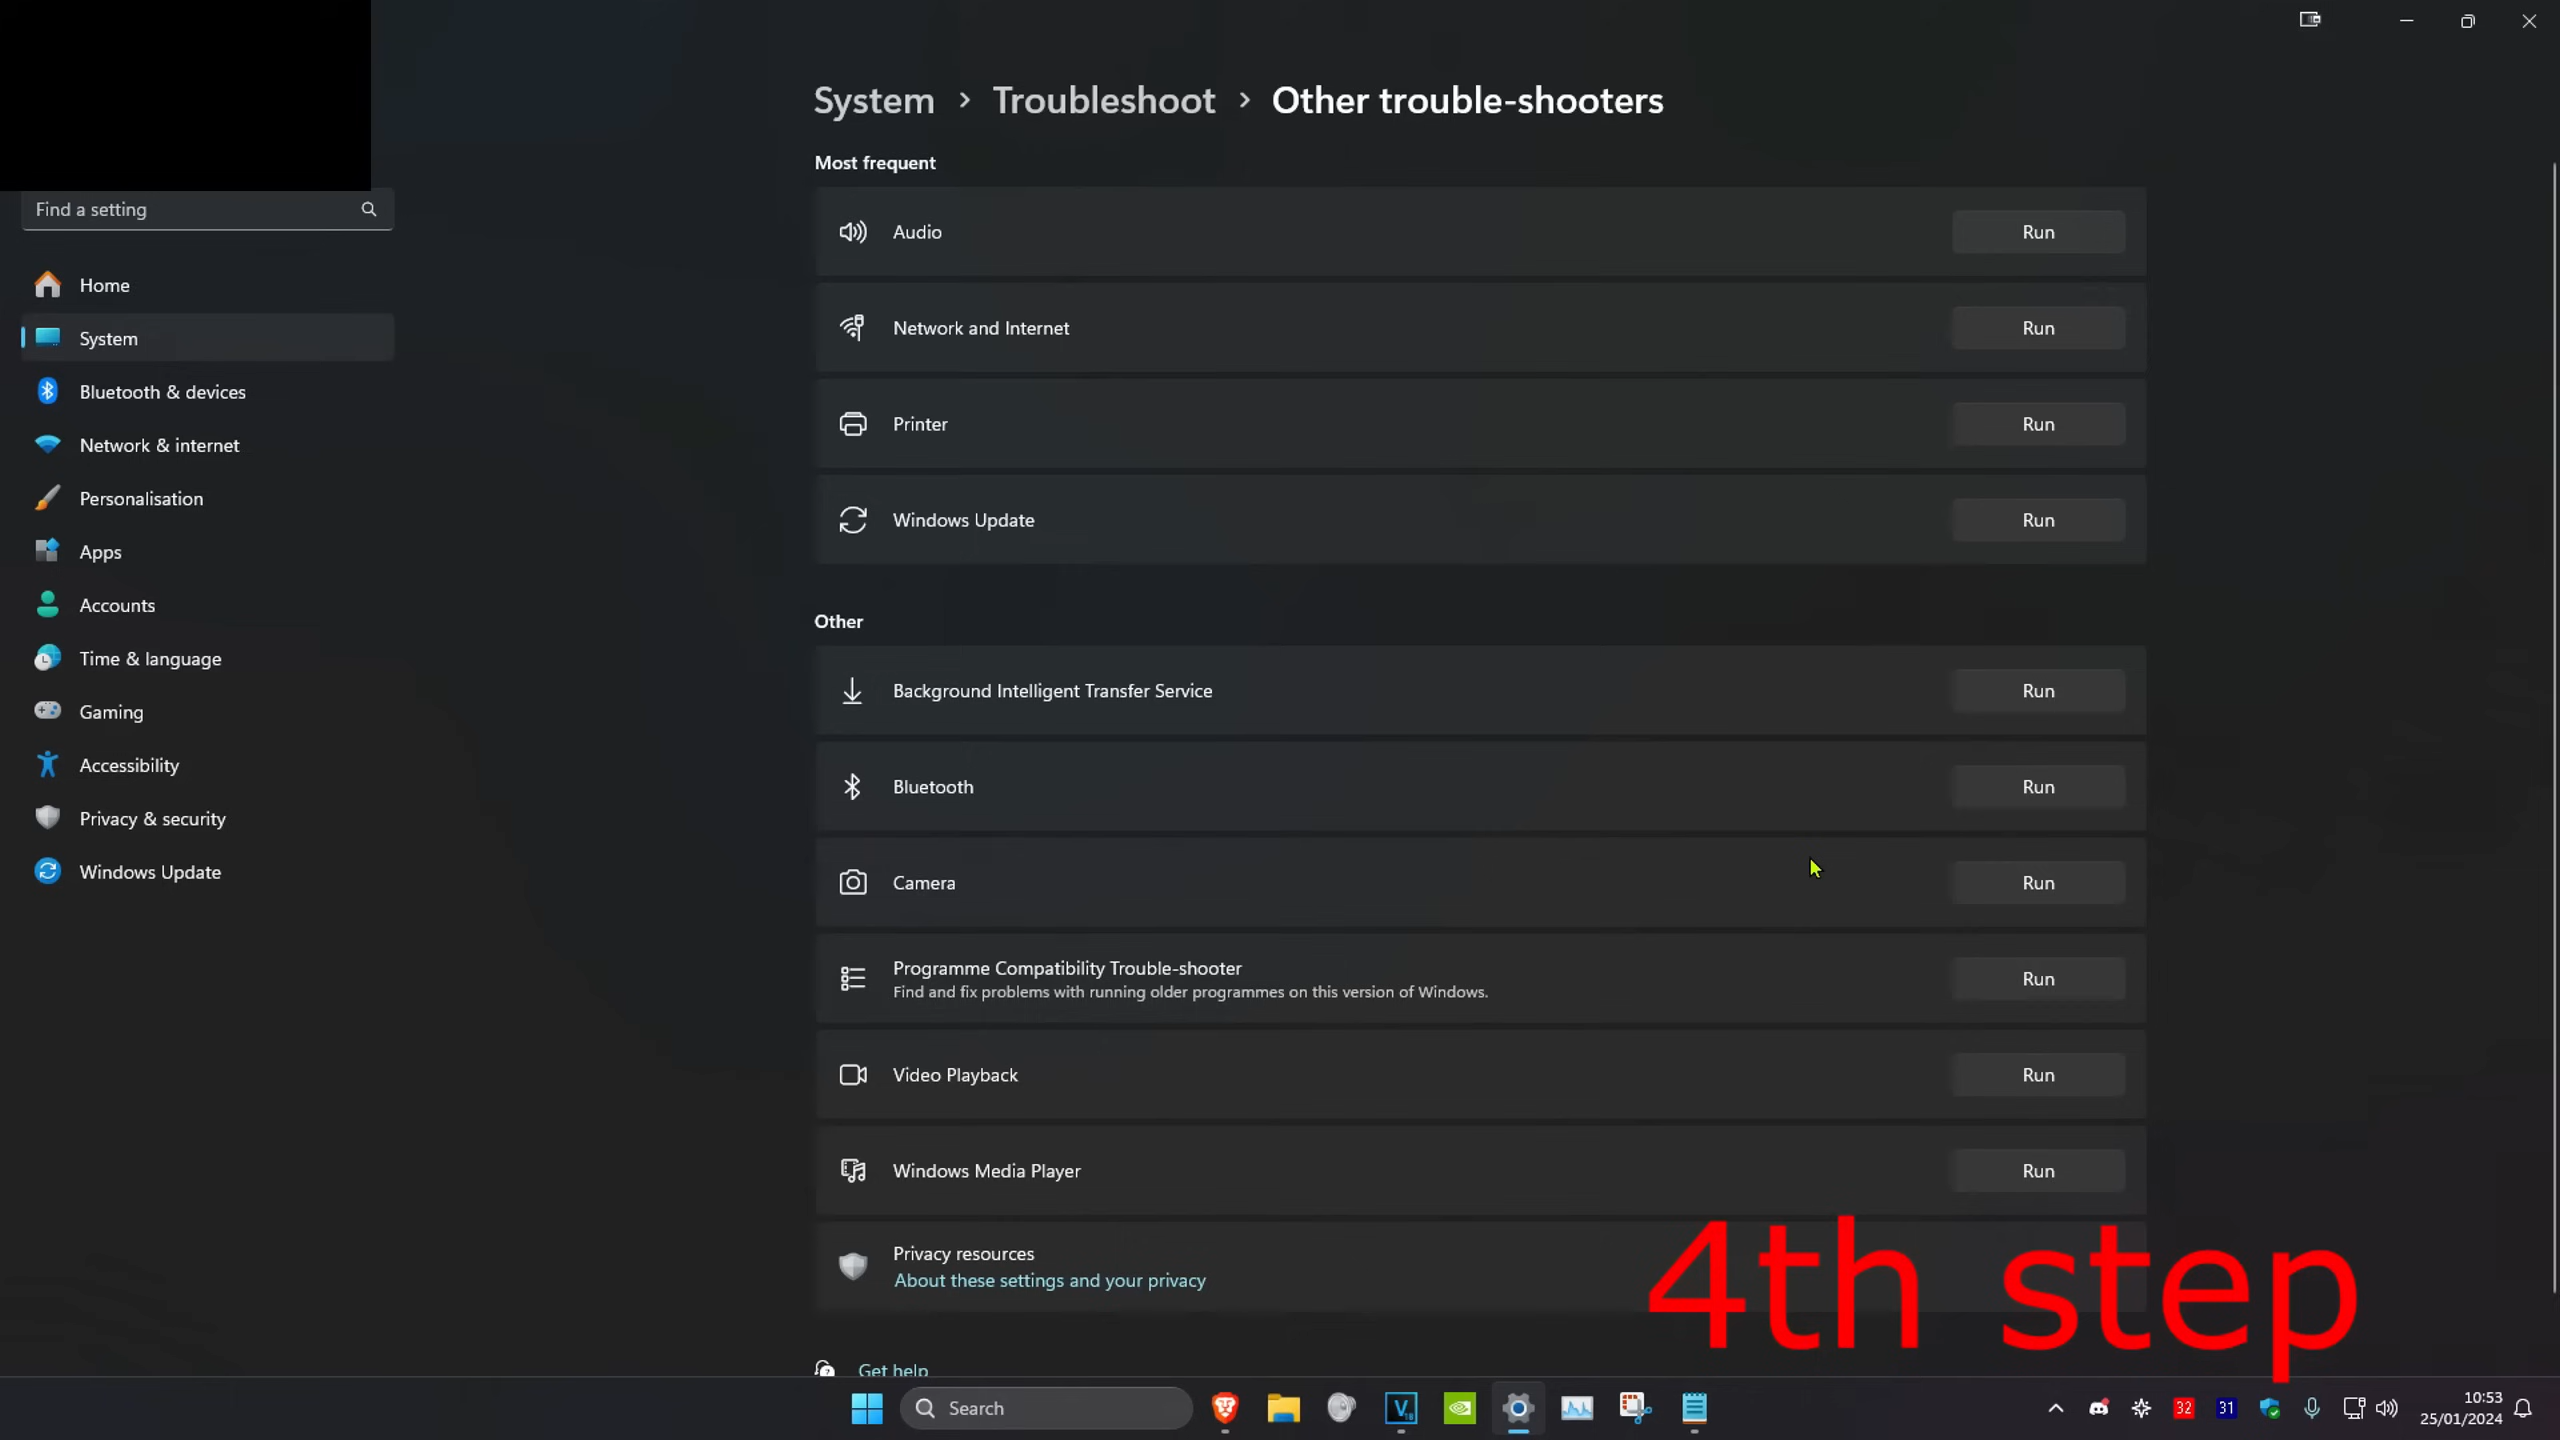 System > Troubleshoot > Other trouble-shooters
Most frequent
Find a setting
Audio Run
Home
Network and Internet Run
System
Bluetooth & devices
Printer Run
Network & internet
Personalisation
Windows Update Run
Apps
Accounts
Other
Time & language
Background Intelligent Transfer Service Run
Gaming
Accessibility
Bluetooth Run
Privacy & security
Windows Update
Camera Run
Programme Compatibility Trouble-shooter
Find and fix problems with running older programmes on this version of Windows.
Run
Video Playback Run
Windows Media Player Run
Privacy resources
About these settings and your privacy
4th step
Get help
Search
32
31
10:53
25/01/2024